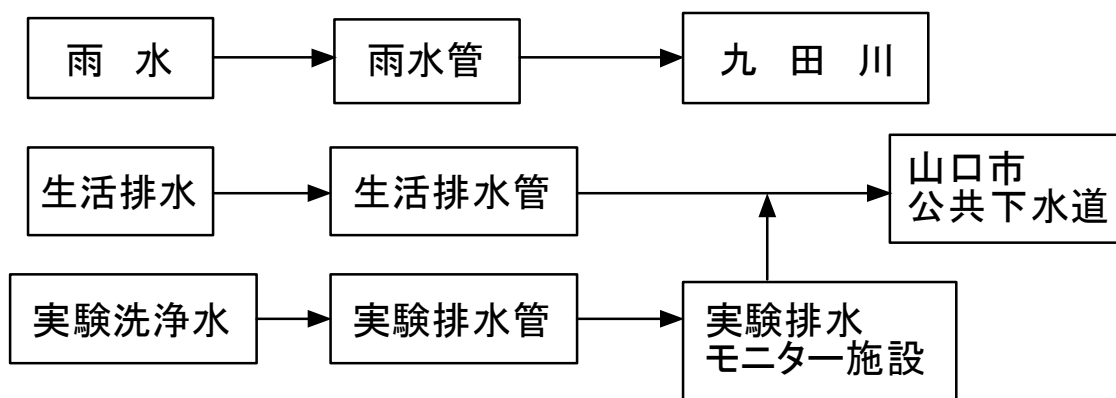 雨 水
雨水管
九 田 川
生活排水
生活排水管
山口市
公共下水道
実験洗浄水
実験排水管
実験排水
モニター施設